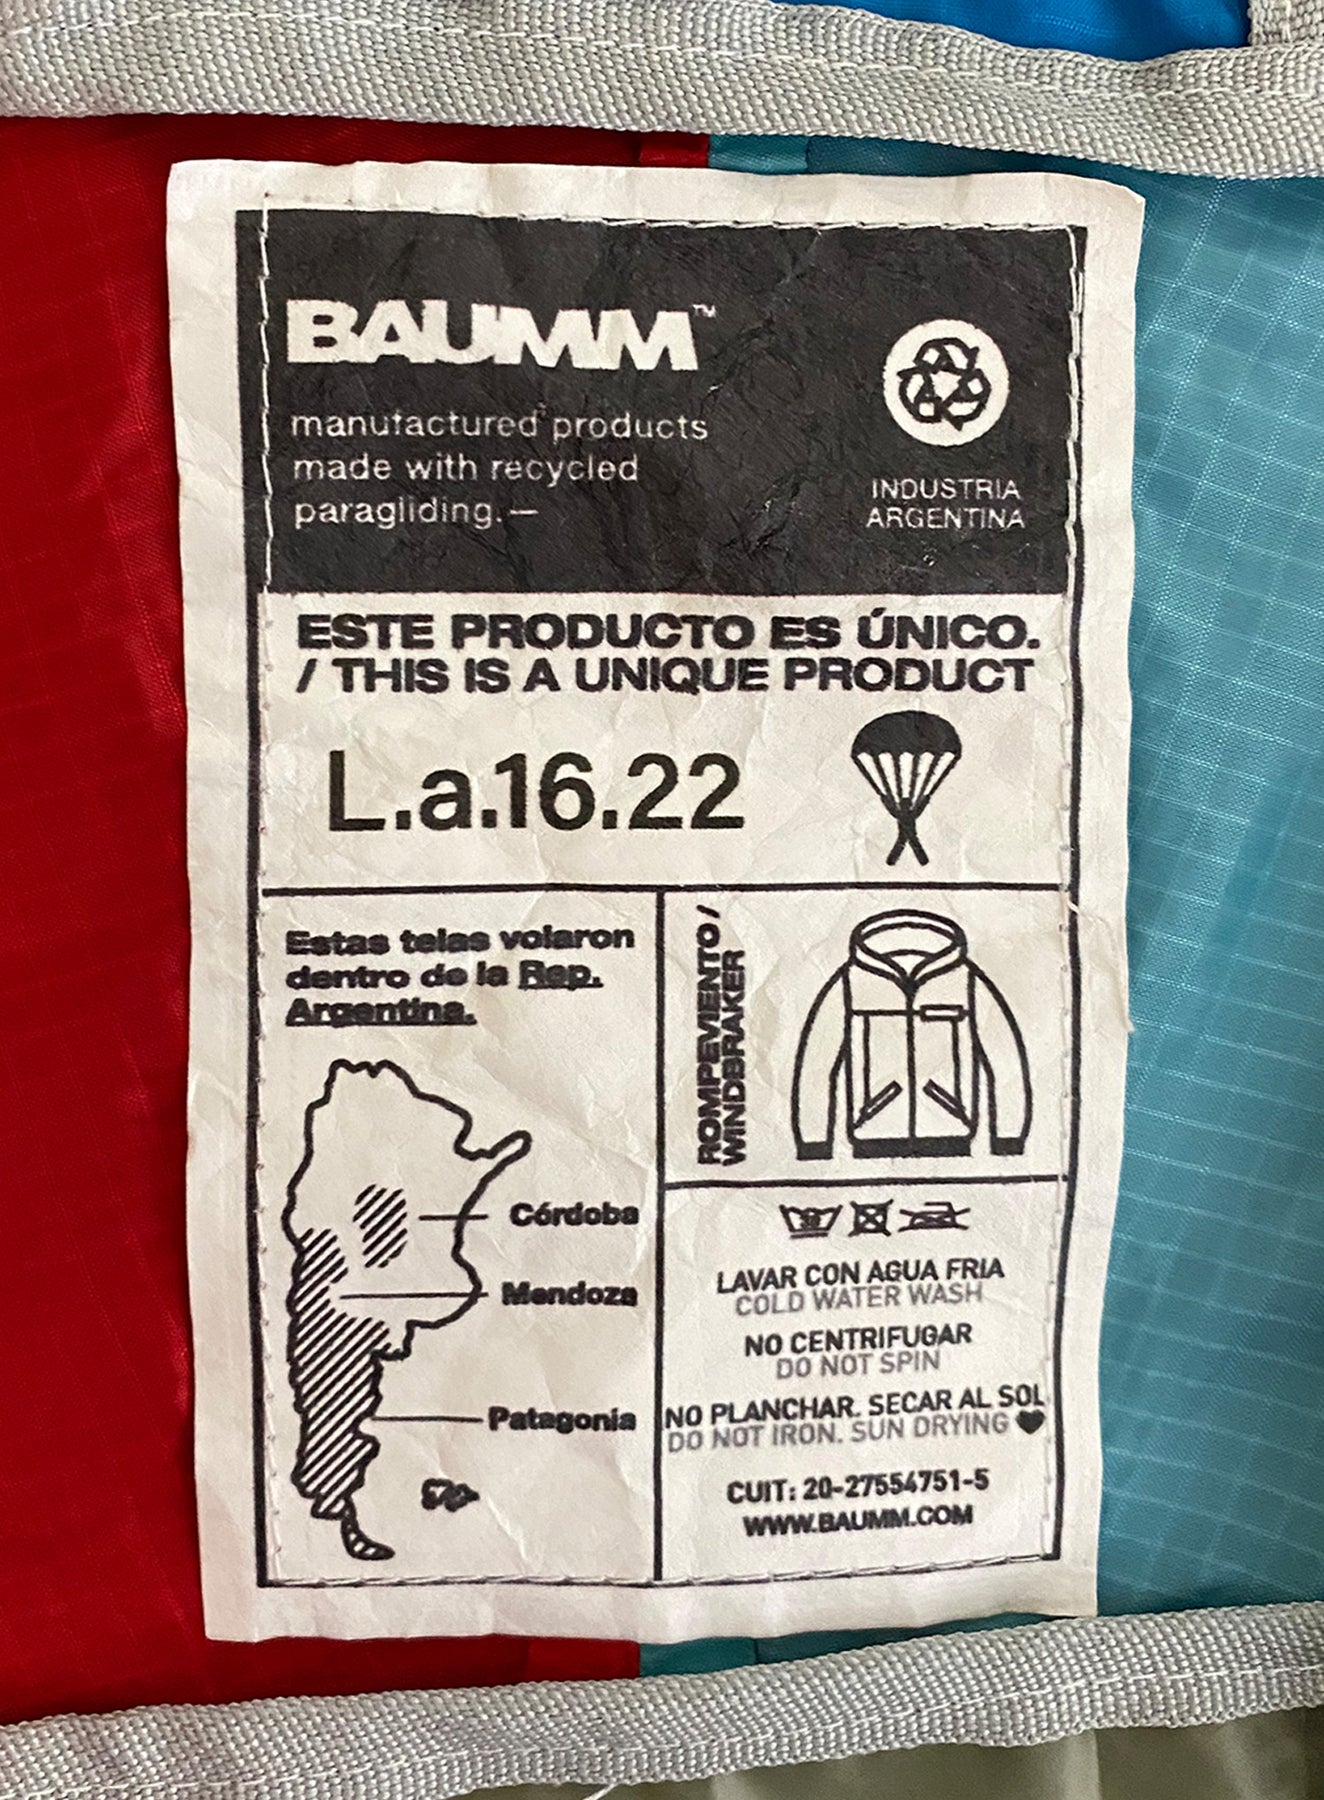 BAUMM™
manufactured products
made with recycled
paragliding.—
INDUSTRIA
ARGENTINA
ESTE PRODUCTO ES ÚNICO.
/ THIS IS A UNIQUE PRODUCT
L.a.16.22
Estas telas volaron
dentro de la Rep.
Argentina.
Córdoba
Mendoza
Patagonia
ROMPEVIENTO /
WINDBRAKER
30
LAVAR CON AGUA FRIA
COLD WATER WASH
NO CENTRIFUGAR
DO NOT SPIN
NO PLANCHAR. SECAR AL SOL
DO NOT IRON. SUN DRYING
CUIT: 20-27554751-5
WWW.BAUMM.COM